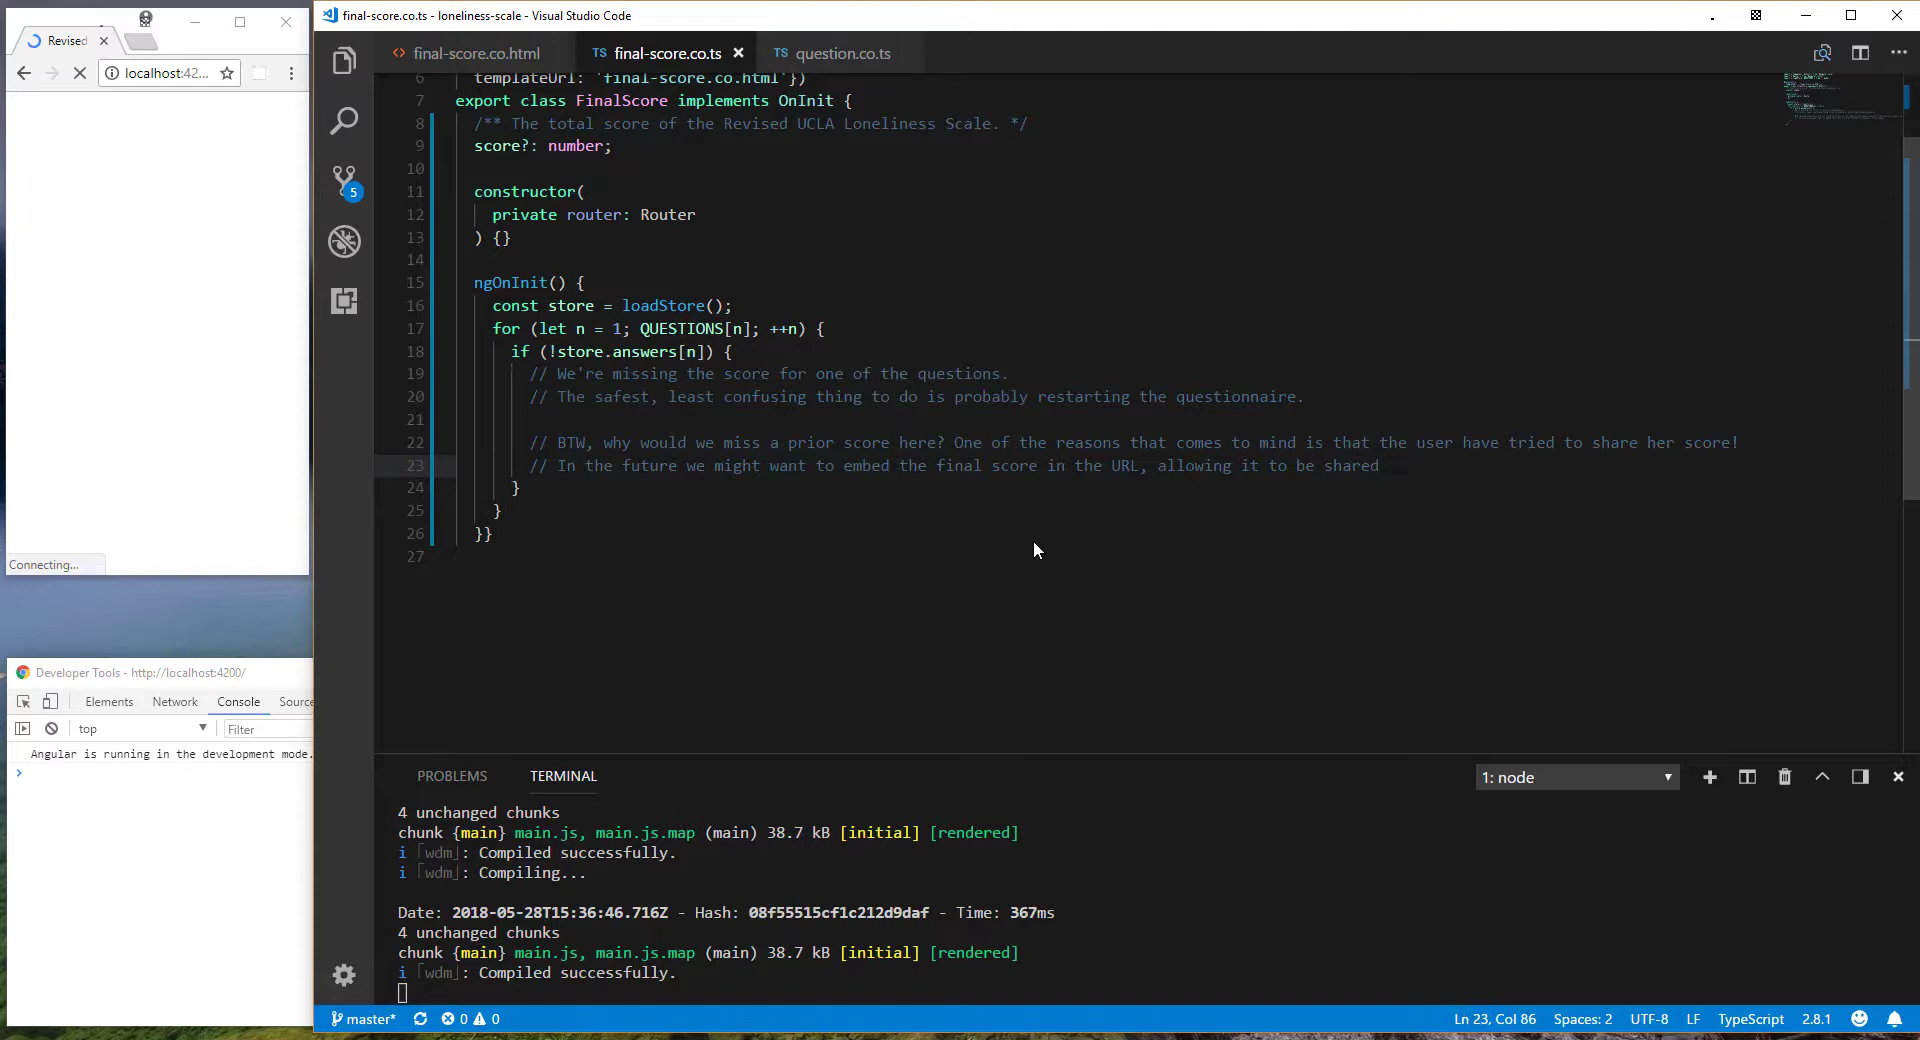 Revised
localhost:42...
Connecting...
Developer Tools - http://localhost:4200/
Elements Network Console Source
top Filter
Angular is running in the development mode.
>
final-score.co.ts - loneliness-scale - Visual Studio Code
<> final-score.co.html TS final-score.co.ts TS question.co.ts
5
6 templateUrl: 'final-score.co.html'})
7 export class FinalScore implements OnInit {
8 /** The total score of the Revised UCLA Loneliness Scale. */
9 score?: number;
10
11 constructor(
12 private router: Router
13 ) {}
14
15 ngOnInit() {
16 const store = loadStore();
17 for (let n = 1; QUESTIONS[n]; ++n) {
18 if (!store.answers[n]) {
19 // We're missing the score for one of the questions.
20 // The safest, least confusing thing to do is probably restarting the questionnaire.
21
22 // BTW, why would we miss a prior score here? One of the reasons that comes to mind is that the user have tried to share her score!
23 // In the future we might want to embed the final score in the URL, allowing it to be shared
24 }
25 }
26 }}
27
PROBLEMS TERMINAL 1: node
4 unchanged chunks
chunk {main} main.js, main.js.map (main) 38.7 kB [initial] [rendered]
i ｢wdm｣: Compiled successfully.
i ｢wdm｣: Compiling...
Date: 2018-05-28T15:36:46.716Z - Hash: 08f55515cf1c212d9daf - Time: 367ms
4 unchanged chunks
chunk {main} main.js, main.js.map (main) 38.7 kB [initial] [rendered]
i ｢wdm｣: Compiled successfully.
master* 0 0 Ln 23, Col 86 Spaces: 2 UTF-8 LF TypeScript 2.8.1